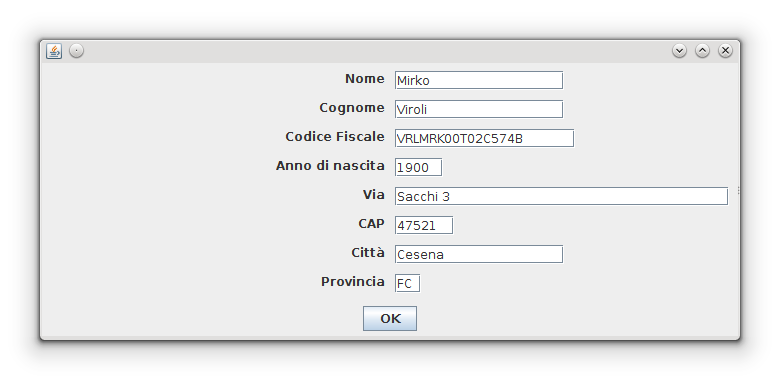 Nome Mirko
Cognome Viroli
Codice Fiscale VRLMRK00T02C574B
Anno di nascita 1900
Via Sacchi 3
CAP 47521
Città Cesena
Provincia FC
OK